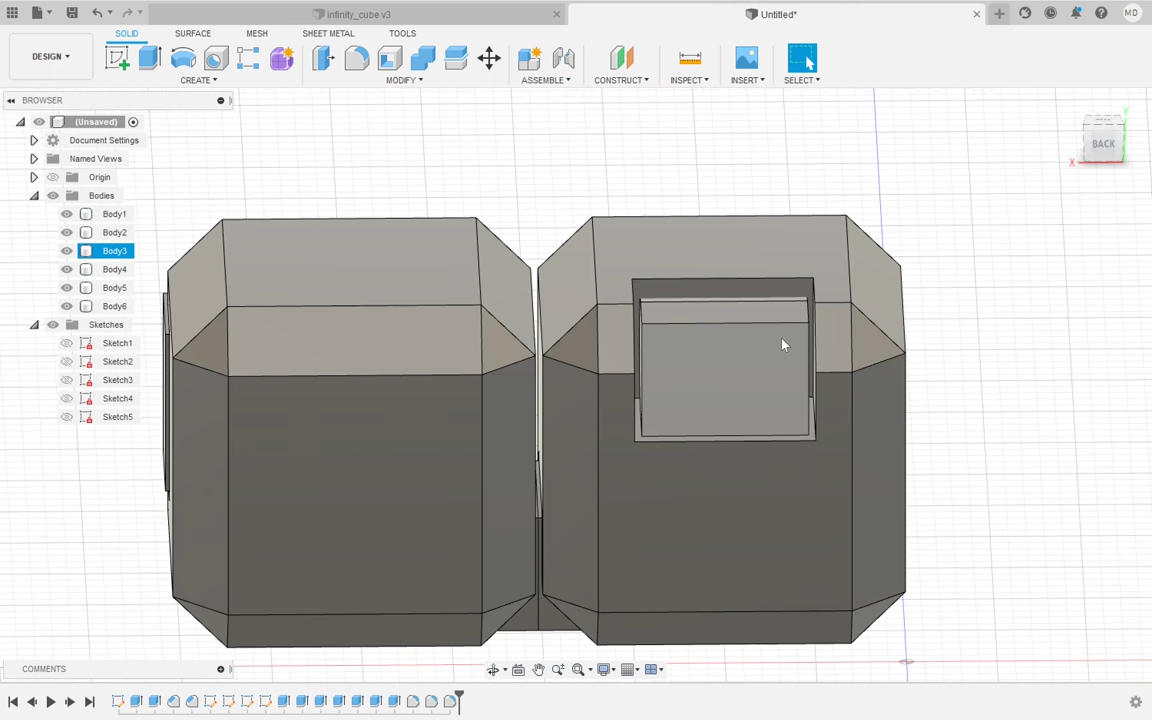 infinity_cube v3
Untitled*
MD
DESIGN
SOLID
SURFACE
MESH
SHEET METAL
TOOLS
CREATE
MODIFY
ASSEMBLE
CONSTRUCT
INSPECT
INSERT
SELECT
BROWSER
(Unsaved)
Document Settings
Named Views
Origin
Bodies
Body1
Body2
Body3
Body4
Body5
Body6
Sketches
Sketch1
Sketch2
Sketch3
Sketch4
Sketch5
Y
BACK
X
COMMENTS